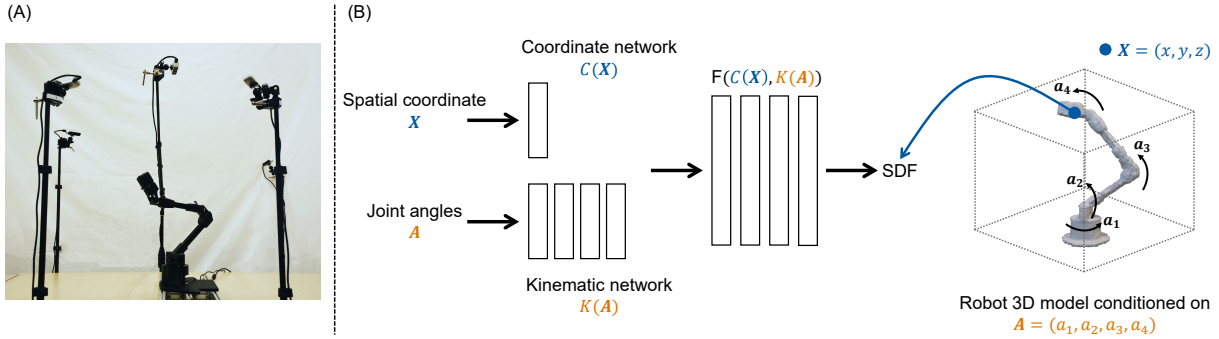 (A)
(B)
Coordinate network
C(X)
Spatial coordinate
X
Joint angles
A
Kinematic network
K(A)
F(C(X), K(A))
SDF
X = (x, y, z)
a₄
a₃
a₂
a₁
Robot 3D model conditioned on
A = (a₁, a₂, a₃, a₄)